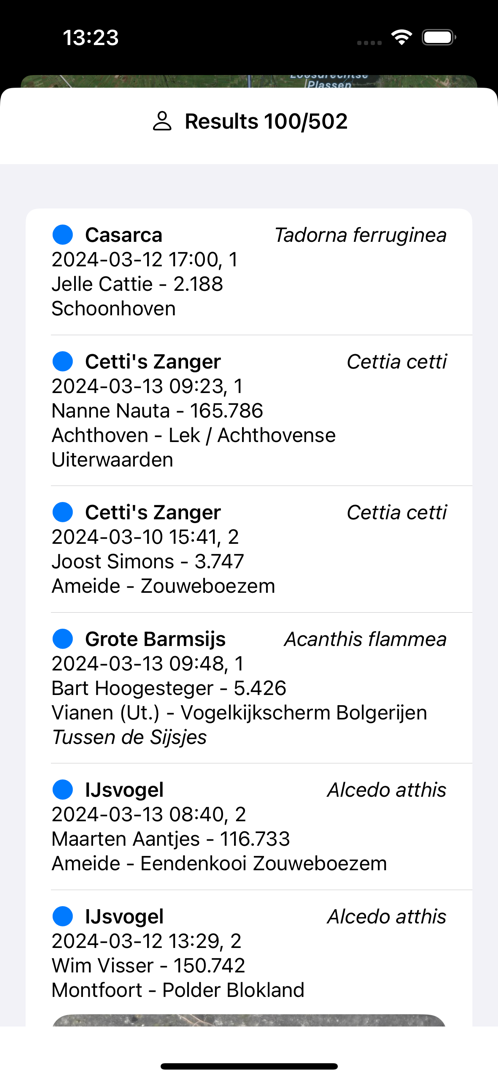 13:23
Loosdrechtse
Plassen
Results 100/502
Casarca Tadorna ferruginea
2024-03-12 17:00, 1
Jelle Cattie - 2.188
Schoonhoven
Cetti's Zanger Cettia cetti
2024-03-13 09:23, 1
Nanne Nauta - 165.786
Achthoven - Lek / Achthovense
Uiterwaarden
Cetti's Zanger Cettia cetti
2024-03-10 15:41, 2
Joost Simons - 3.747
Ameide - Zouweboezem
Grote Barmsijs Acanthis flammea
2024-03-13 09:48, 1
Bart Hoogesteger - 5.426
Vianen (Ut.) - Vogelkijkscherm Bolgerijen
Tussen de Sijsjes
IJsvogel Alcedo atthis
2024-03-13 08:40, 2
Maarten Aantjes - 116.733
Ameide - Eendenkooi Zouweboezem
IJsvogel Alcedo atthis
2024-03-12 13:29, 2
Wim Visser - 150.742
Montfoort - Polder Blokland